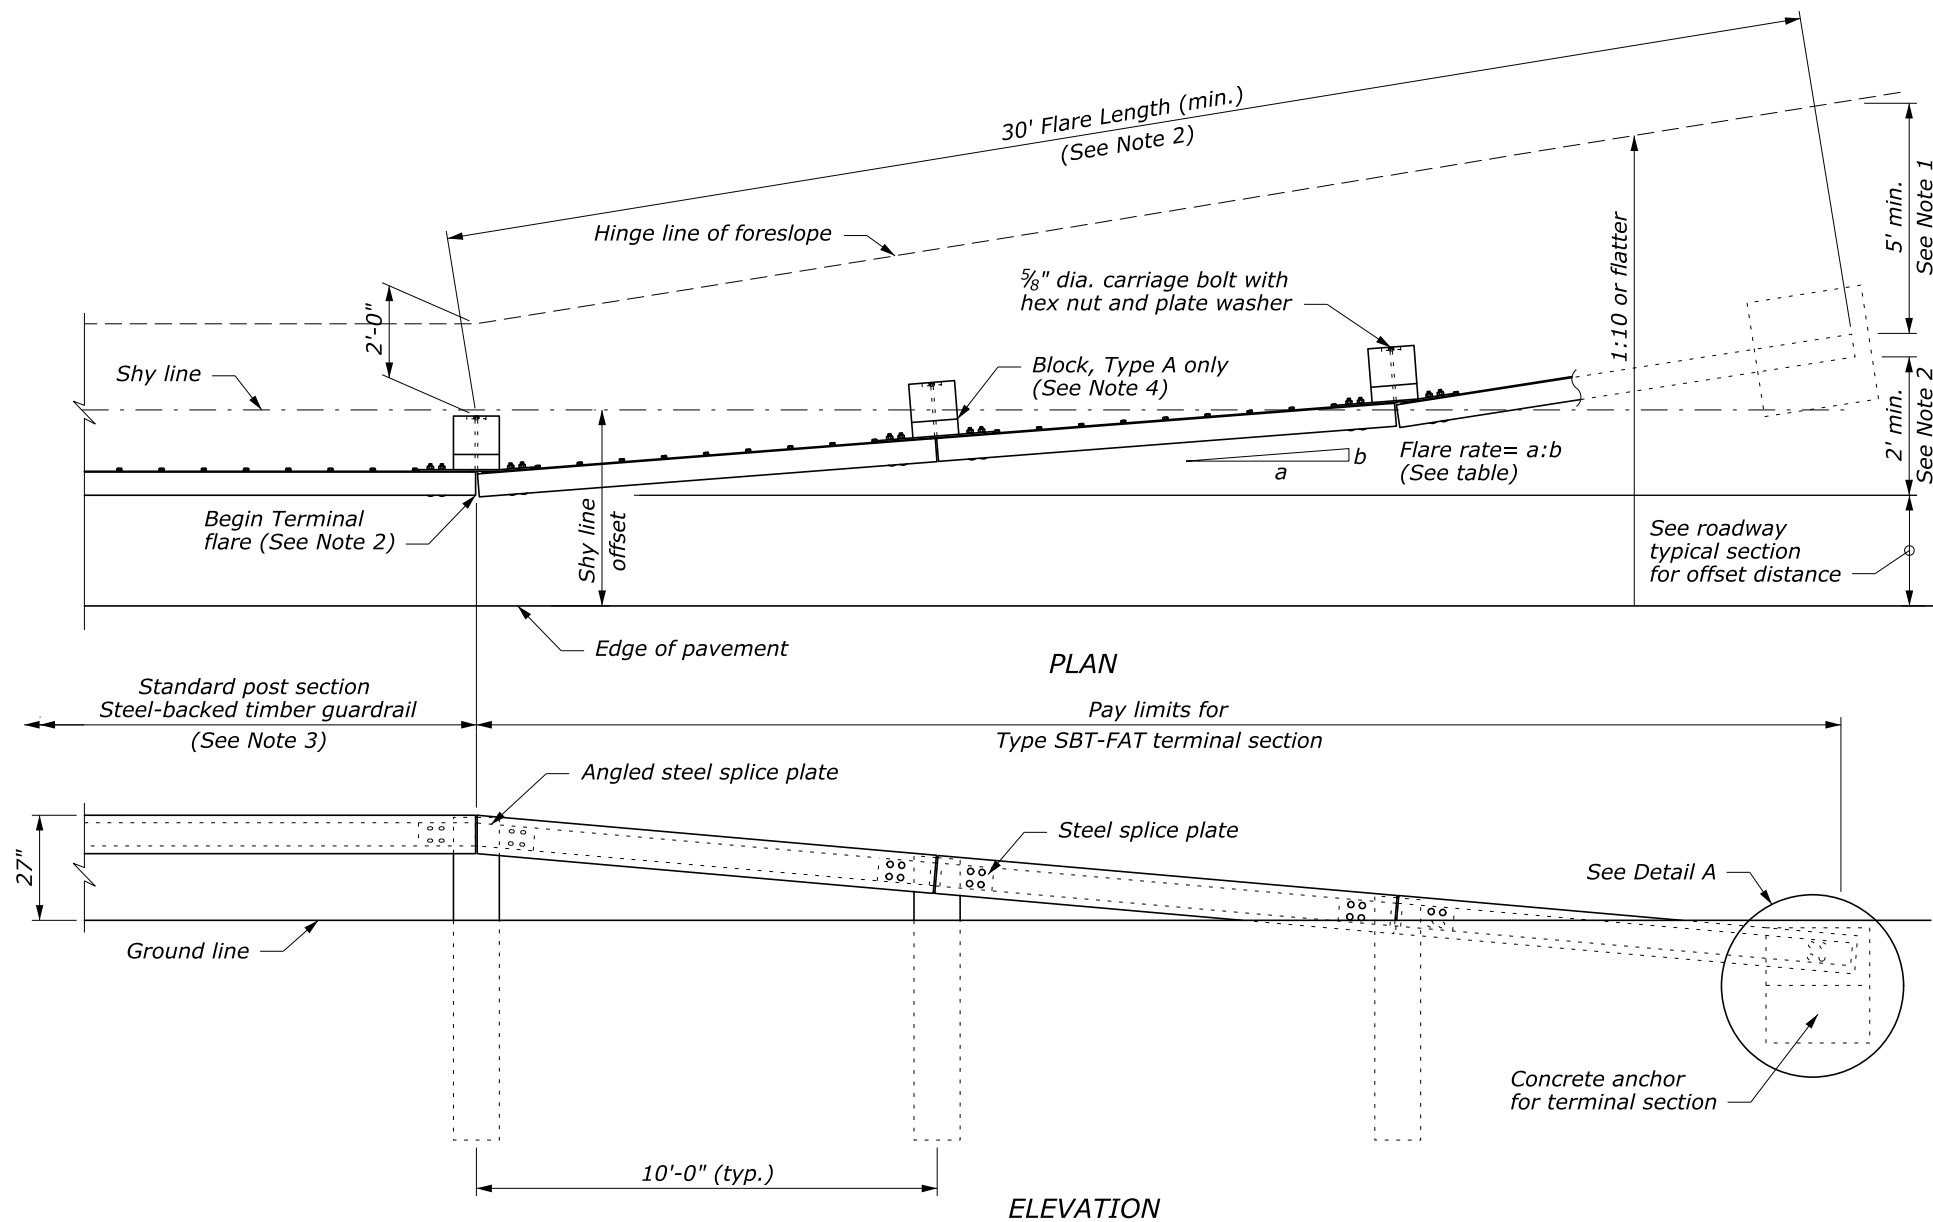 30' Flare Length (min.)
(See Note 2)
Hinge line of foreslope
5' min.
See Note 1
1:10 or flatter
⅝" dia. carriage bolt with
hex nut and plate washer
2'-0"
Shy line
Block, Type A only
(See Note 4)
2' min.
See Note 2
Flare rate= a:b
(See table)
a
b
Begin Terminal
flare (See Note 2)
Shy line
offset
See roadway
typical section
for offset distance
Edge of pavement
PLAN
Standard post section
Steel-backed timber guardrail
(See Note 3)
Pay limits for
Type SBT-FAT terminal section
Angled steel splice plate
Steel splice plate
27"
See Detail A
Ground line
Concrete anchor
for terminal section
10'-0" (typ.)
ELEVATION